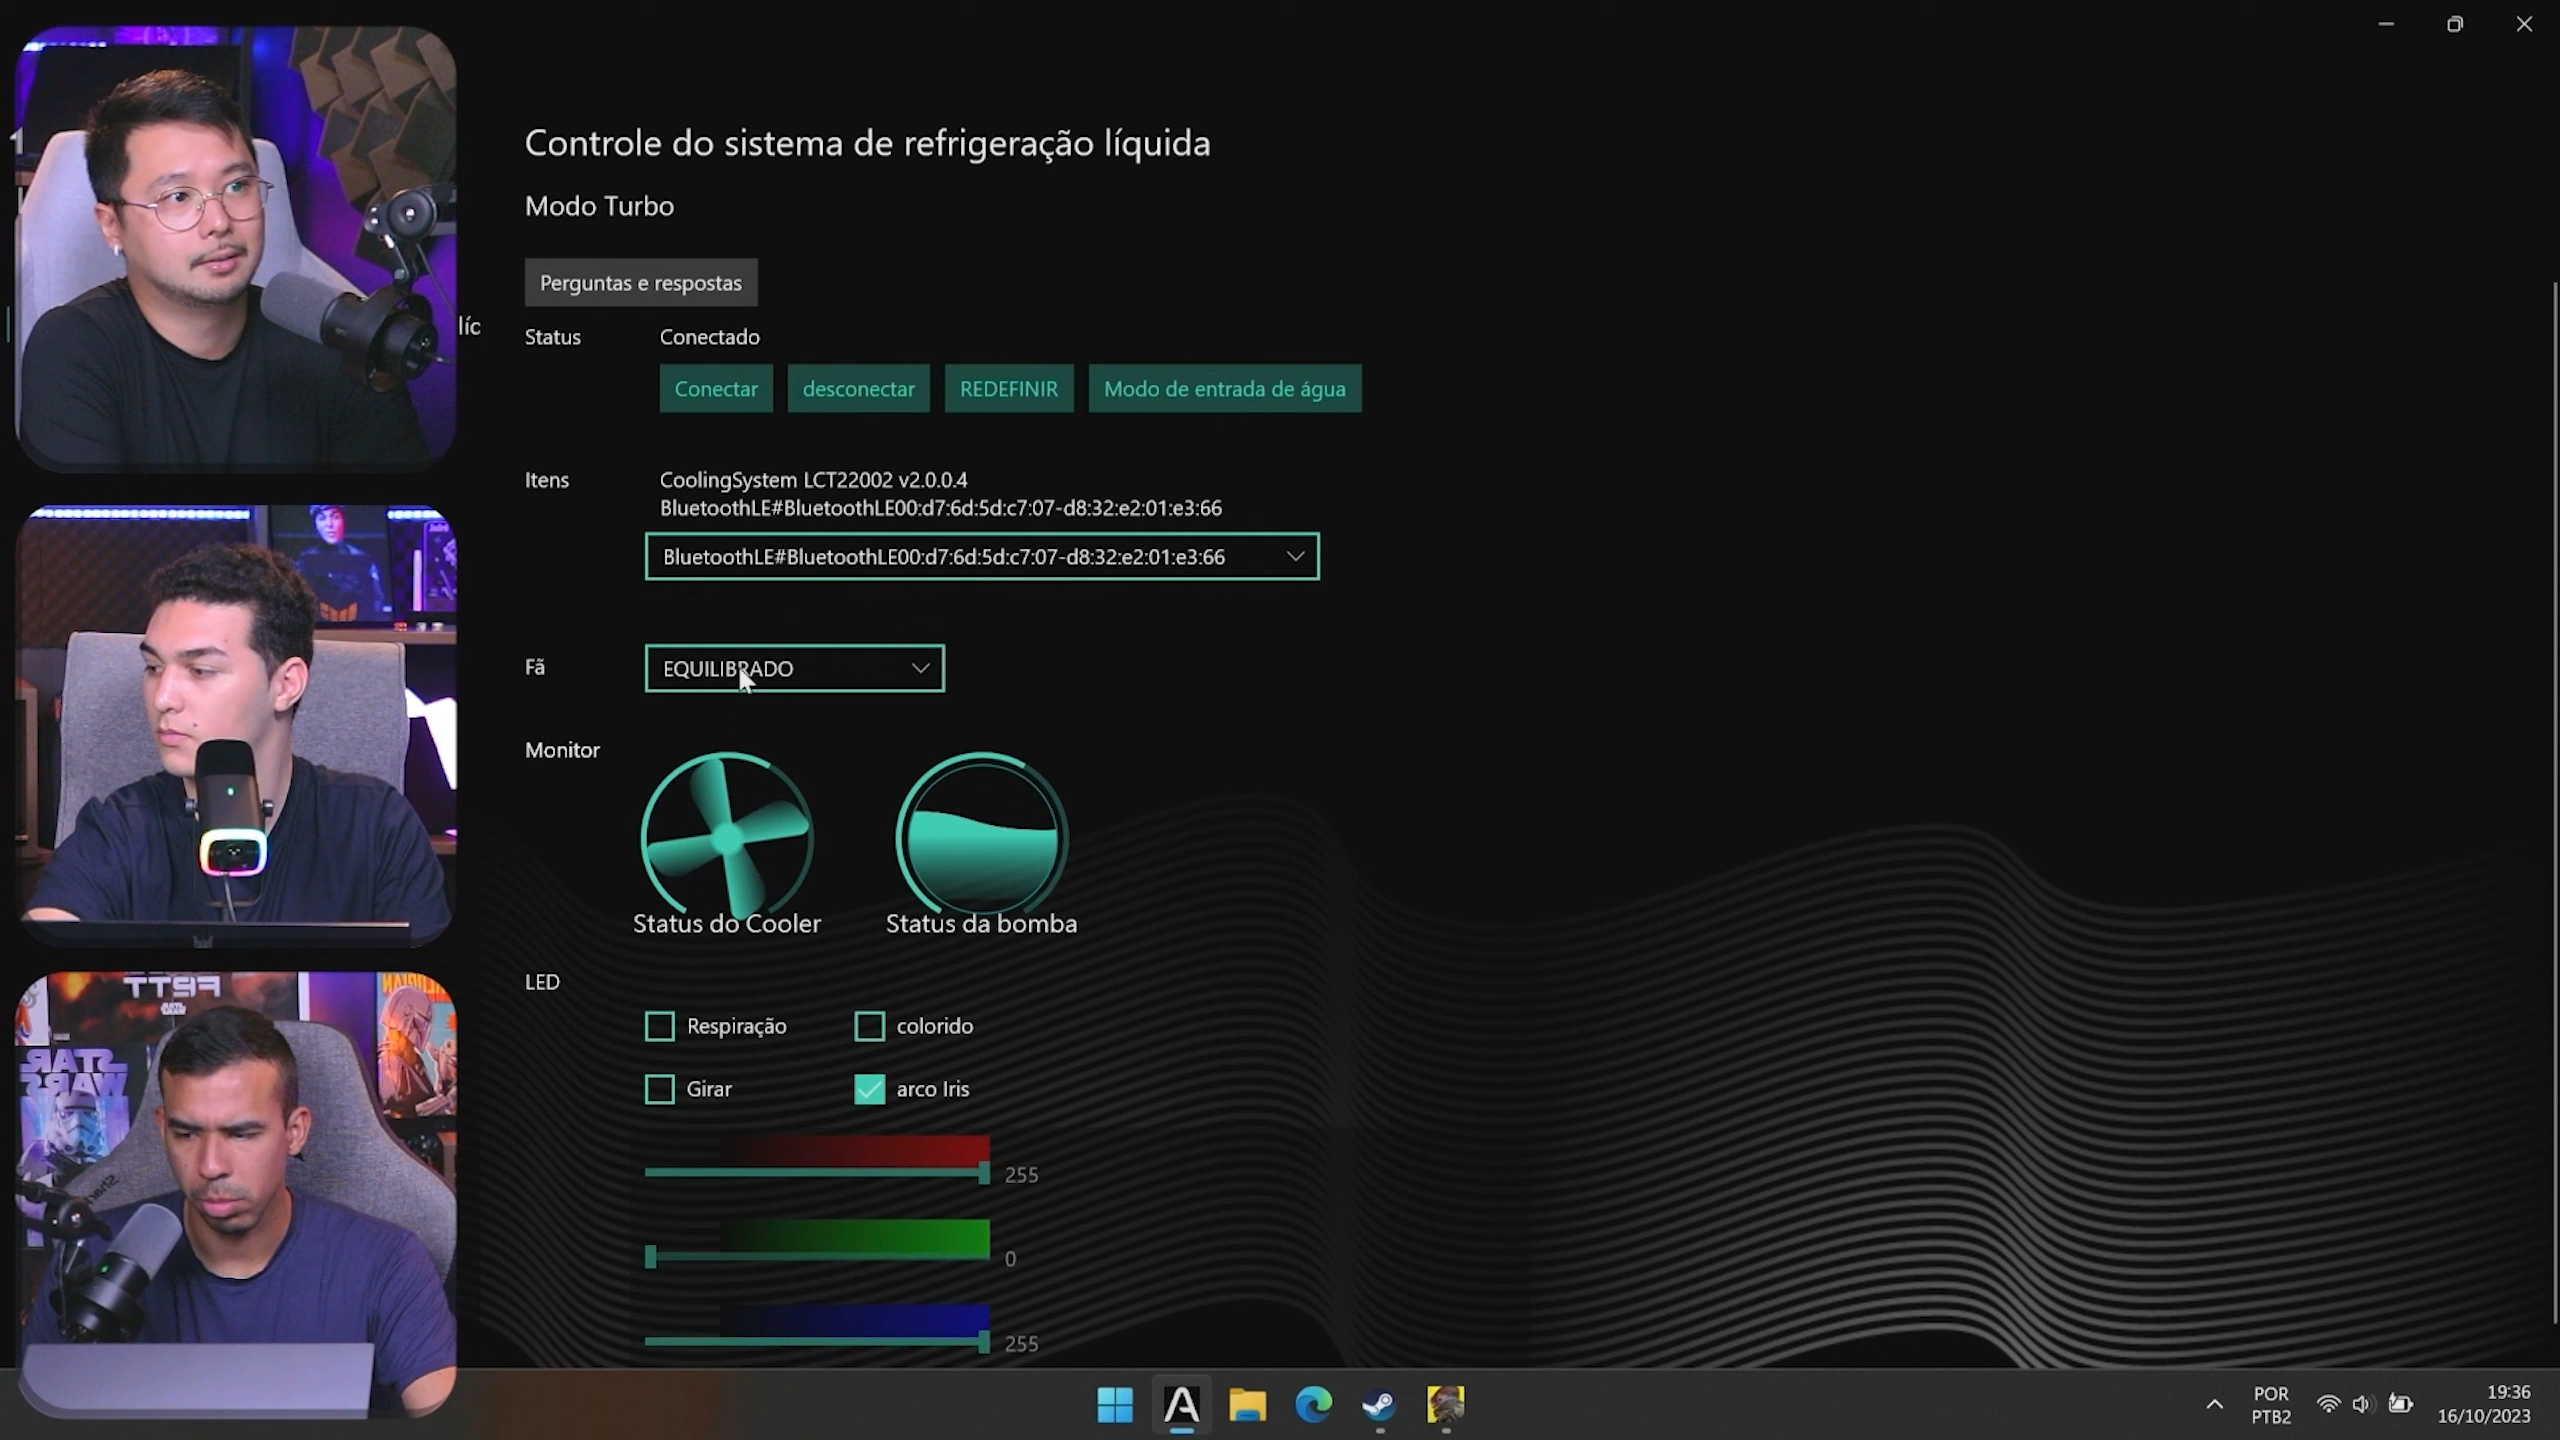 Controle do sistema de refrigeração líquida
Modo Turbo
Perguntas e respostas
líc
Status
Conectado
Conectar
desconectar
REDEFINIR
Modo de entrada de água
Itens
CoolingSystem LCT22002 v2.0.0.4
BluetoothLE#BluetoothLE00:d7:6d:5d:c7:07-d8:32:e2:01:e3:66
BluetoothLE#BluetoothLE00:d7:6d:5d:c7:07-d8:32:e2:01:e3:66
Fã
EQUILIBRADO
Monitor
Status do Cooler
Status da bomba
LED
Respiração
colorido
Girar
arco Iris
255
0
255
FETT
STAR
WARS
POR
PTB2
19:36
16/10/2023